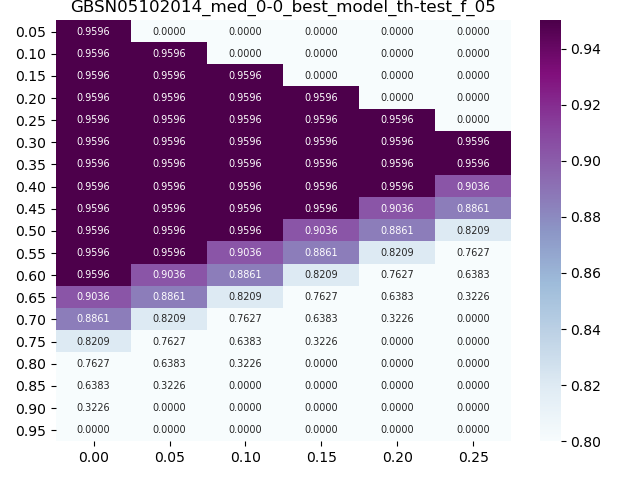 GBSN05102014_med_0-0_best_model_th-test_f_05
0.05 0.9596 0.0000 0.0000 0.0000 0.0000 0.0000
0.10 0.9596 0.9596 0.0000 0.0000 0.0000 0.0000
0.15 0.9596 0.9596 0.9596 0.0000 0.0000 0.0000
0.20 0.9596 0.9596 0.9596 0.9596 0.0000 0.0000
0.25 0.9596 0.9596 0.9596 0.9596 0.9596 0.0000
0.30 0.9596 0.9596 0.9596 0.9596 0.9596 0.9596
0.35 0.9596 0.9596 0.9596 0.9596 0.9596 0.9596
0.40 0.9596 0.9596 0.9596 0.9596 0.9596 0.9036
0.45 0.9596 0.9596 0.9596 0.9596 0.9036 0.8861
0.50 0.9596 0.9596 0.9596 0.9036 0.8861 0.8209
0.55 0.9596 0.9596 0.9036 0.8861 0.8209 0.7627
0.60 0.9596 0.9036 0.8861 0.8209 0.7627 0.6383
0.65 0.9036 0.8861 0.8209 0.7627 0.6383 0.3226
0.70 0.8861 0.8209 0.7627 0.6383 0.3226 0.0000
0.75 0.8209 0.7627 0.6383 0.3226 0.0000 0.0000
0.80 0.7627 0.6383 0.3226 0.0000 0.0000 0.0000
0.85 0.6383 0.3226 0.0000 0.0000 0.0000 0.0000
0.90 0.3226 0.0000 0.0000 0.0000 0.0000 0.0000
0.95 0.0000 0.0000 0.0000 0.0000 0.0000 0.0000
0.00 0.05 0.10 0.15 0.20 0.25
0.94
0.92
0.90
0.88
0.86
0.84
0.82
0.80